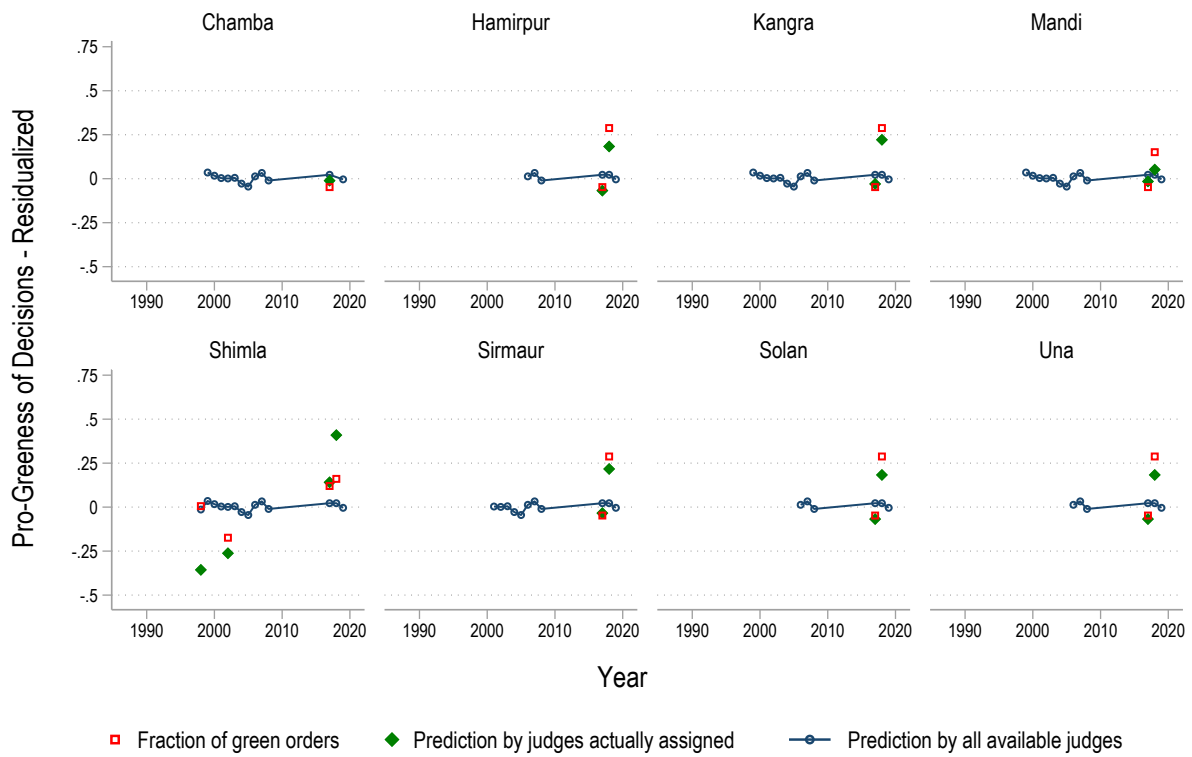 Chamba Hamirpur Kangra Mandi
.75
.5
.25
0
-.25
-.5
1990 2000 2010 2020 1990 2000 2010 2020 1990 2000 2010 2020 1990 2000 2010 2020
Shimla Sirmaur Solan Una
.75
.5
.25
0
-.25
-.5
1990 2000 2010 2020 1990 2000 2010 2020 1990 2000 2010 2020 1990 2000 2010 2020
Pro-Greeness of Decisions - Residualized
Year
Fraction of green orders Prediction by judges actually assigned Prediction by all available judges